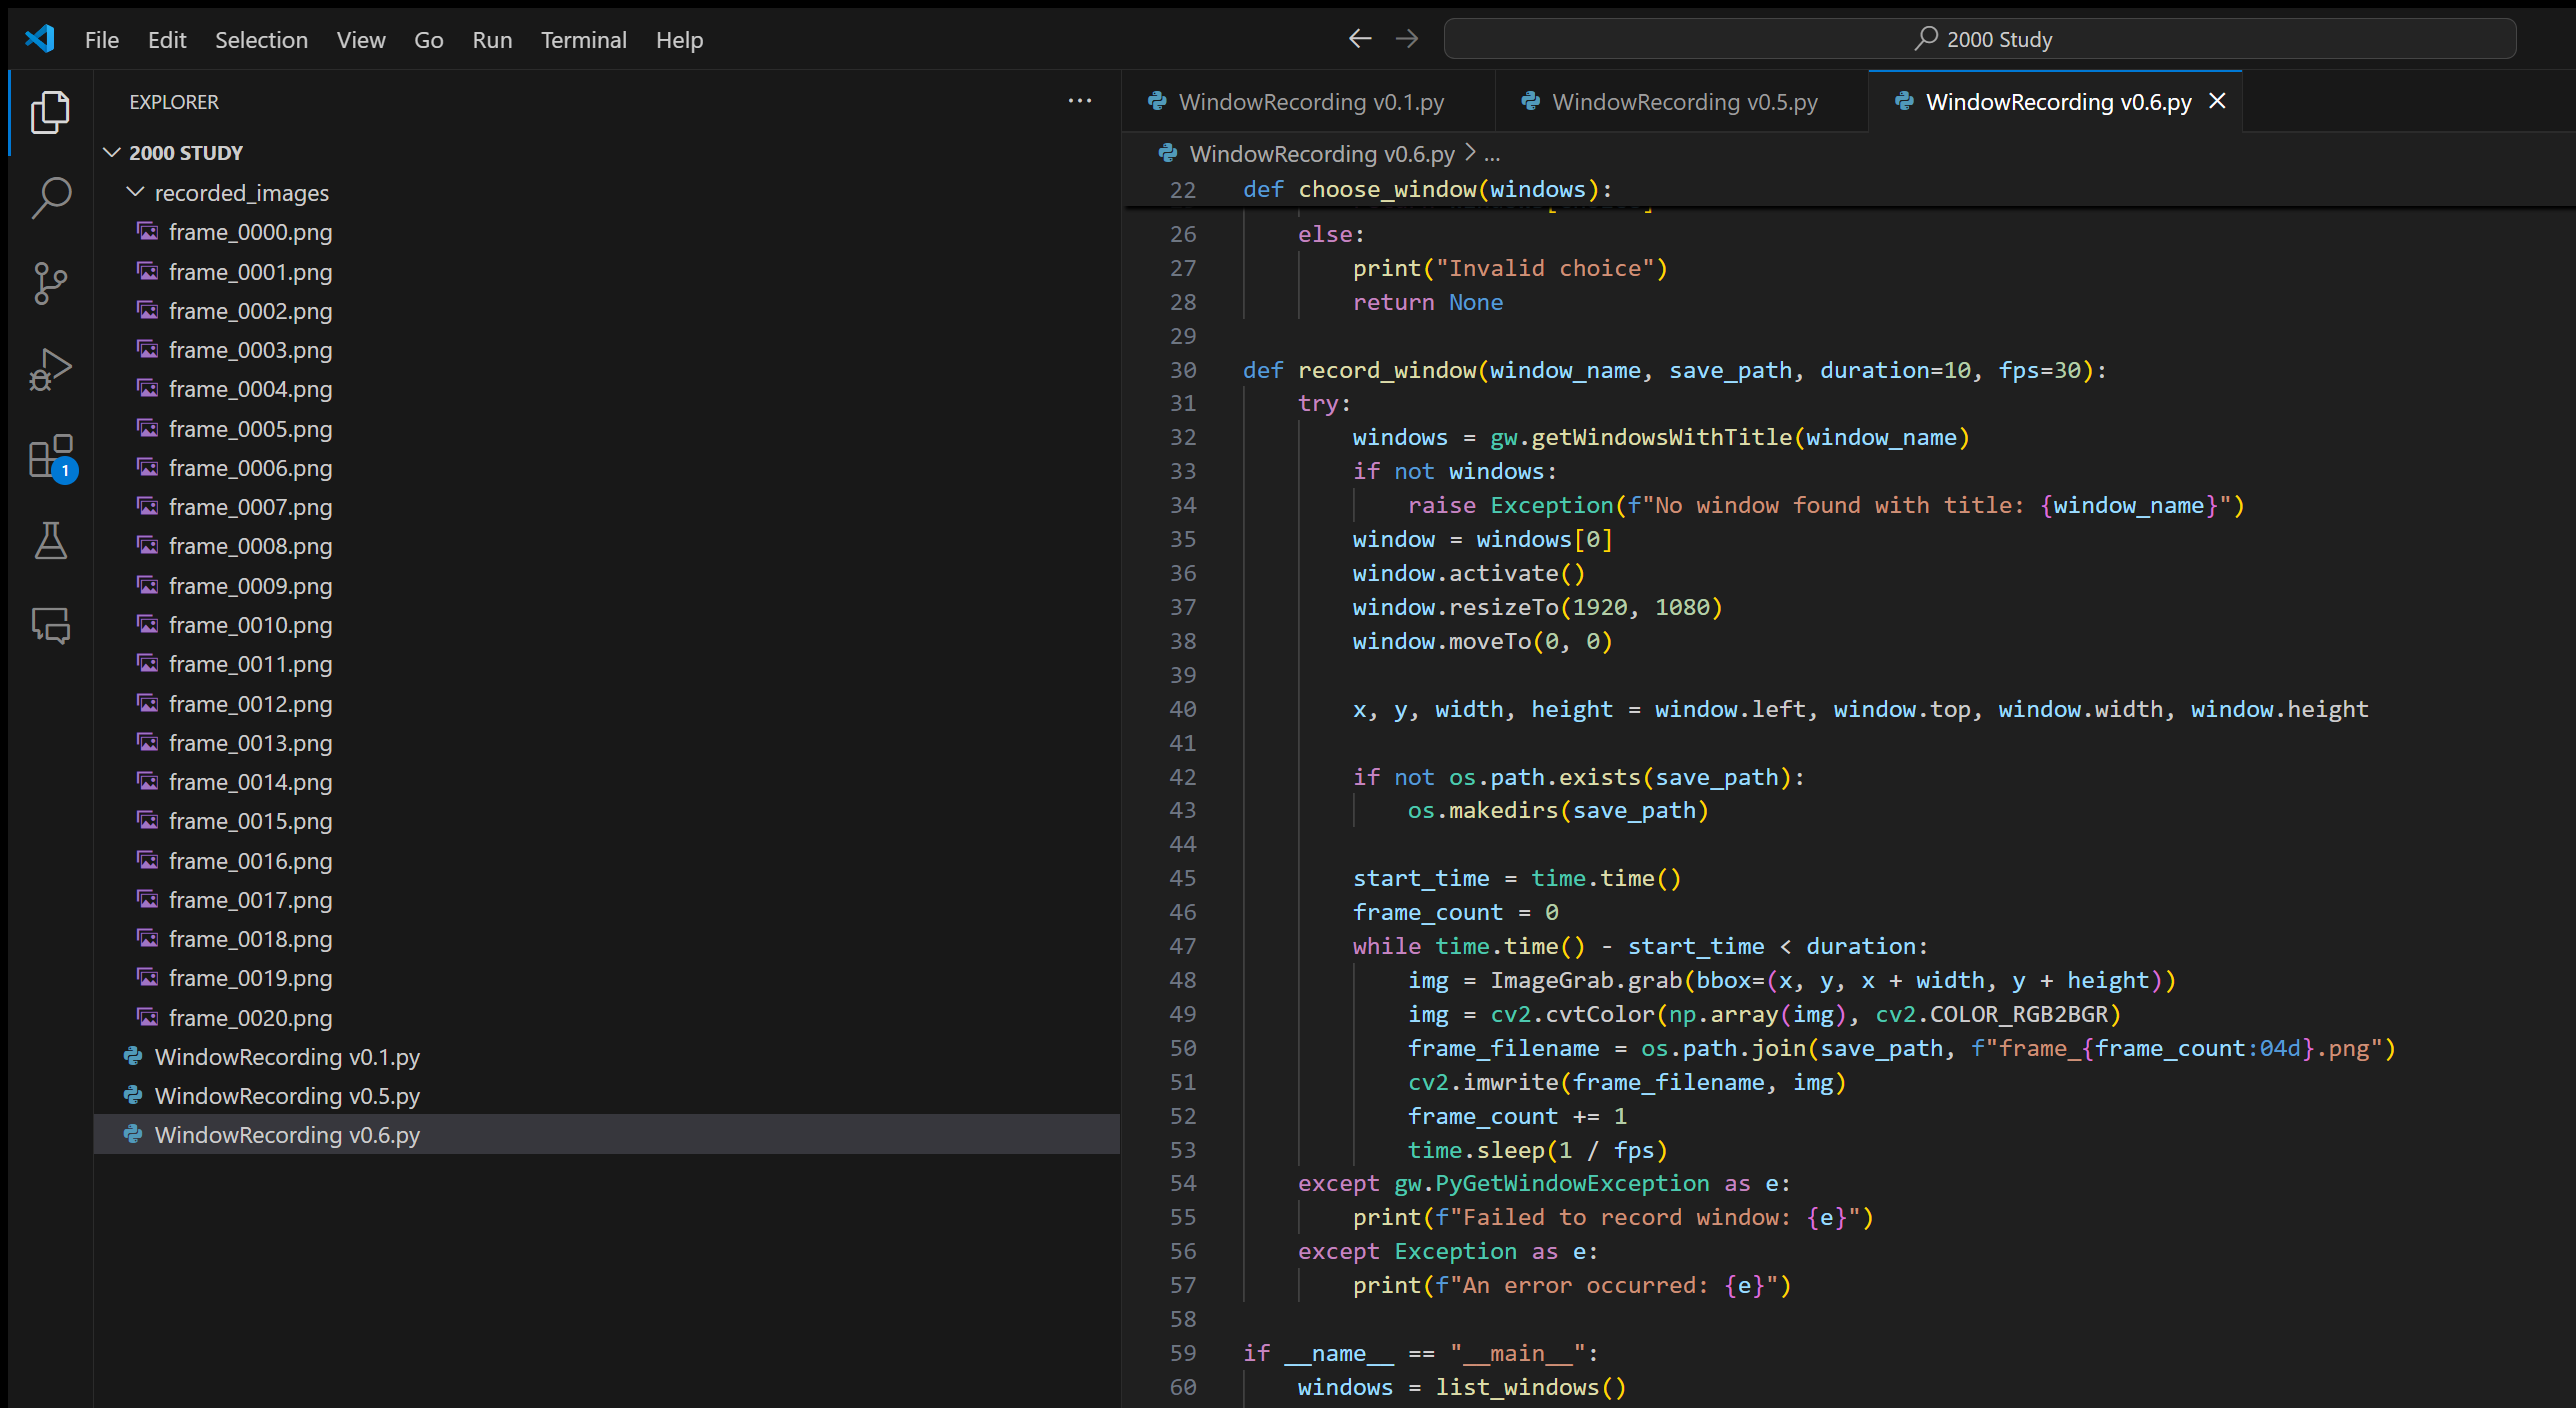 File Edit Selection View Go Run Terminal Help
2000 Study
EXPLORER
2000 STUDY
recorded_images
frame_0000.png
frame_0001.png
frame_0002.png
frame_0003.png
frame_0004.png
frame_0005.png
frame_0006.png
frame_0007.png
frame_0008.png
frame_0009.png
frame_0010.png
frame_0011.png
frame_0012.png
frame_0013.png
frame_0014.png
frame_0015.png
frame_0016.png
frame_0017.png
frame_0018.png
frame_0019.png
frame_0020.png
WindowRecording v0.1.py
WindowRecording v0.5.py
WindowRecording v0.6.py
1
WindowRecording v0.1.py WindowRecording v0.5.py WindowRecording v0.6.py
WindowRecording v0.6.py > ...
22 def choose_window(windows):
26     else:
27         print("Invalid choice")
28         return None
29
30 def record_window(window_name, save_path, duration=10, fps=30):
31     try:
32         windows = gw.getWindowsWithTitle(window_name)
33         if not windows:
34             raise Exception(f"No window found with title: {window_name}")
35         window = windows[0]
36         window.activate()
37         window.resizeTo(1920, 1080)
38         window.moveTo(0, 0)
39
40         x, y, width, height = window.left, window.top, window.width, window.height
41
42         if not os.path.exists(save_path):
43             os.makedirs(save_path)
44
45         start_time = time.time()
46         frame_count = 0
47         while time.time() - start_time < duration:
48             img = ImageGrab.grab(bbox=(x, y, x + width, y + height))
49             img = cv2.cvtColor(np.array(img), cv2.COLOR_RGB2BGR)
50             frame_filename = os.path.join(save_path, f"frame_{frame_count:04d}.png")
51             cv2.imwrite(frame_filename, img)
52             frame_count += 1
53             time.sleep(1 / fps)
54     except gw.PyGetWindowException as e:
55         print(f"Failed to record window: {e}")
56     except Exception as e:
57         print(f"An error occurred: {e}")
58
59 if __name__ == "__main__":
60     windows = list_windows()